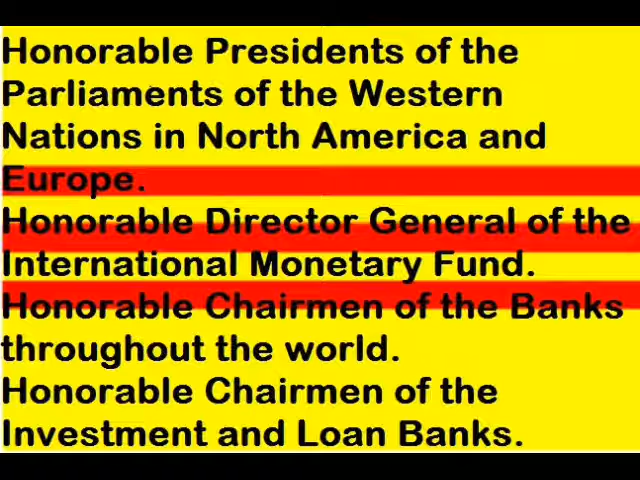 Honorable Presidents of the
Parliaments of the Western
Nations in North America and
Europe.
Honorable Director General of the
International Monetary Fund.
Honorable Chairmen of the Banks
throughout the world.
Honorable Chairmen of the
Investment and Loan Banks.